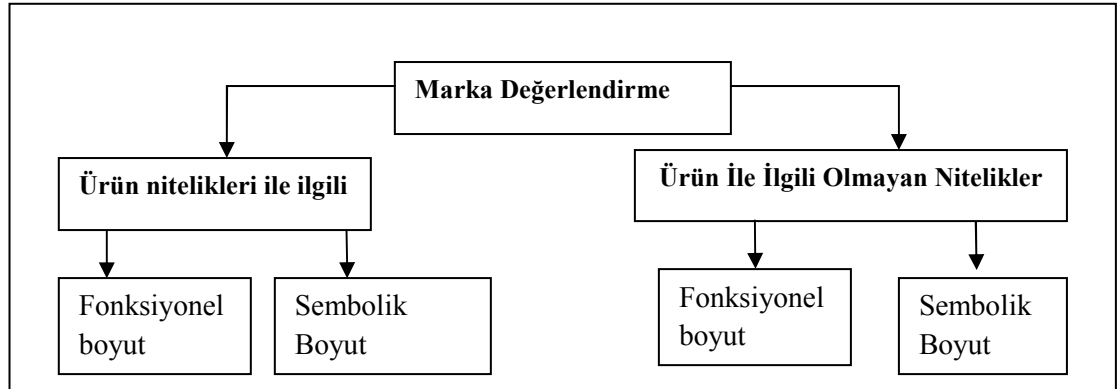 Marka Değerlendirme
Ürün nitelikleri ile ilgili
Ürün İle İlgili Olmayan Nitelikler
Fonksiyonel
boyut
Sembolik
Boyut
Fonksiyonel
boyut
Sembolik
Boyut